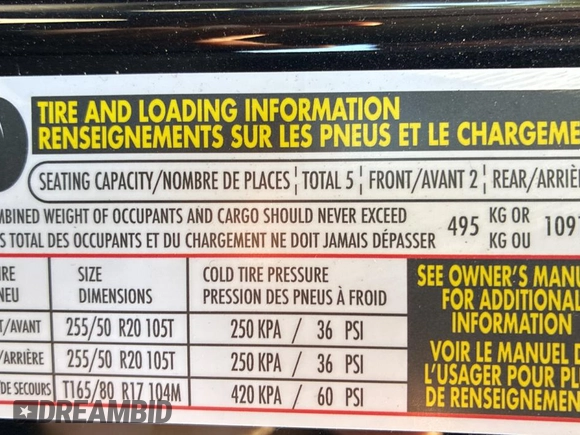 TIRE AND LOADING INFORMATION
RENSEIGNEMENTS SUR LES PNEUS ET LE CHARGEME
SEATING CAPACITY/NOMBRE DE PLACES TOTAL 5 FRONT/AVANT 2 REAR/ARRIÈ
MBINED WEIGHT OF OCCUPANTS AND CARGO SHOULD NEVER EXCEED
S TOTAL DES OCCUPANTS ET DU CHARGEMENT NE DOIT JAMAIS DÉPASSER
495 KG OR 109
KG OU
IRE SIZE COLD TIRE PRESSURE
NEU DIMENSIONS PRESSION DES PNEUS À FROID
T/AVANT 255/50 R20 105T 250 KPA / 36 PSI
/ARRIÈRE 255/50 R20 105T 250 KPA / 36 PSI
DE SECOURS T165/80 R17 104M 420 KPA / 60 PSI
SEE OWNER'S MANU
FOR ADDITIONAL
INFORMATION
VOIR LE MANUEL D
L'USAGER POUR PL
DE RENSEIGNEMEN
DREAMBID